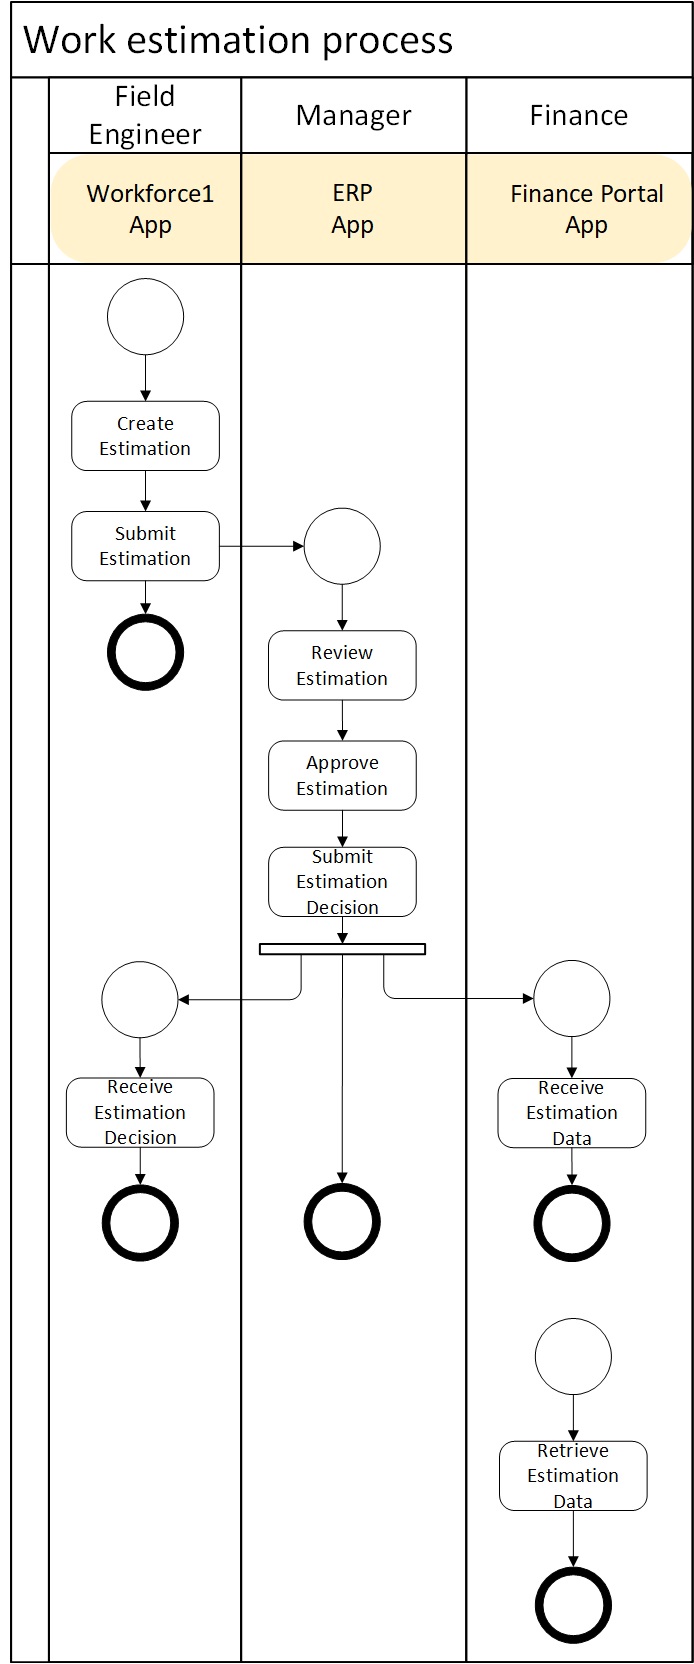 Work estimation process
Field
Engineer
Manager
Finance
Workforce1
App
ERP
App
Finance Portal
App
Create
Estimation
Submit
Estimation
Review
Estimation
Approve
Estimation
Submit
Estimation
Decision
Receive
Estimation
Decision
Receive
Estimation
Data
Retrieve
Estimation
Data